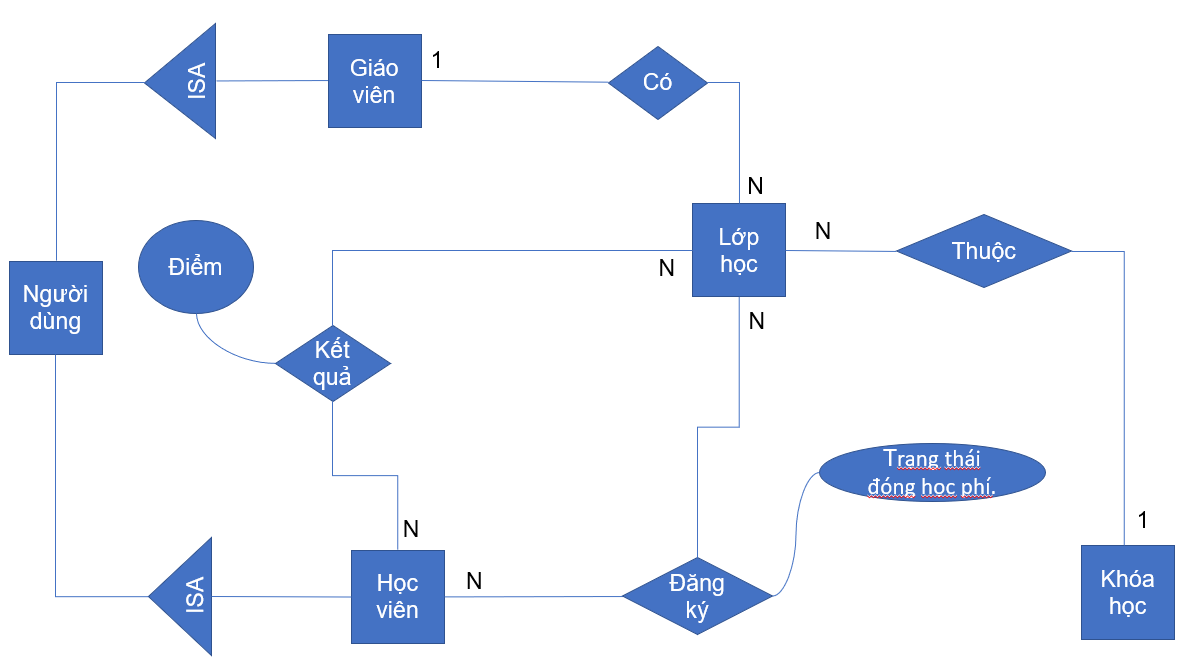 ISA
Giáo
viên
1
Có
N
Lớp
học
N
Thuộc
N
N
Điểm
Người
dùng
Kết
quả
Trạng thái
đóng học phí.
N
1
ISA
Học
viên
N
Đăng
ký
Khóa
học